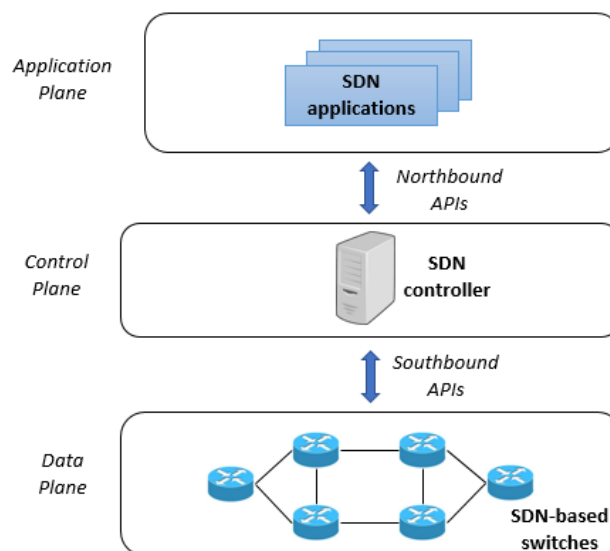 Application
Plane
SDN
applications
Northbound
APIs
Control
Plane
SDN
controller
Southbound
APIs
Data
Plane
SDN-based
switches